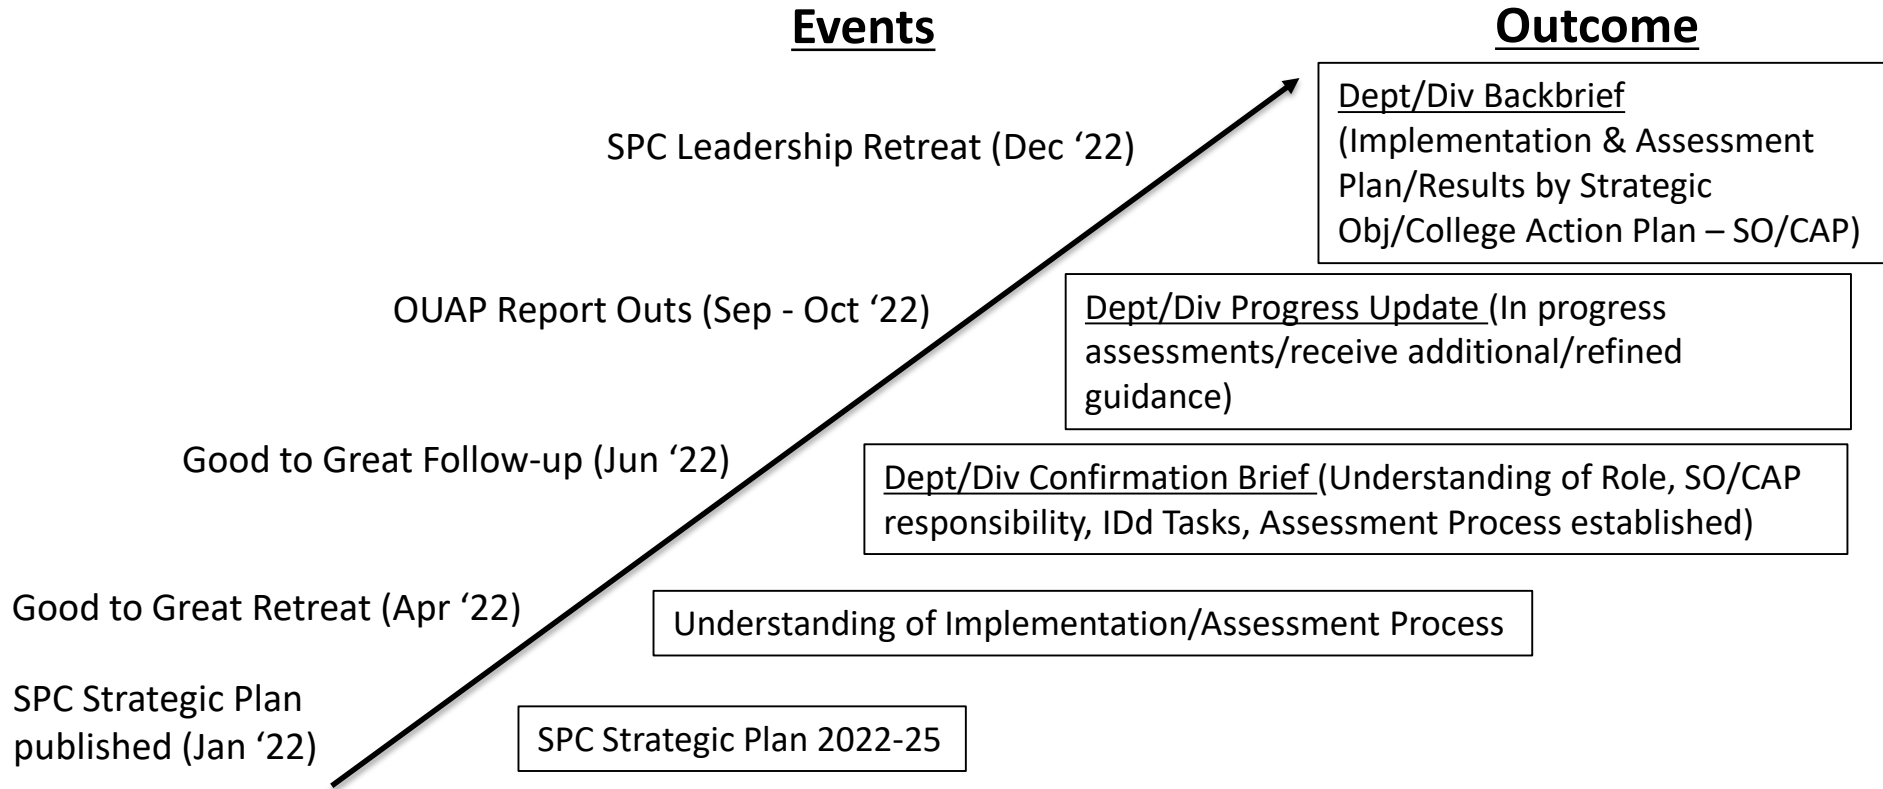 Events
Outcome
SPC Leadership Retreat (Dec ‘22)
Dept/Div Backbrief
(Implementation & Assessment
Plan/Results by Strategic
Obj/College Action Plan – SO/CAP)
OUAP Report Outs (Sep - Oct ‘22)
Dept/Div Progress Update (In progress
assessments/receive additional/refined
guidance)
Good to Great Follow-up (Jun ‘22)
Dept/Div Confirmation Brief (Understanding of Role, SO/CAP
responsibility, IDd Tasks, Assessment Process established)
Good to Great Retreat (Apr ‘22)
Understanding of Implementation/Assessment Process
SPC Strategic Plan
published (Jan ‘22)
SPC Strategic Plan 2022-25